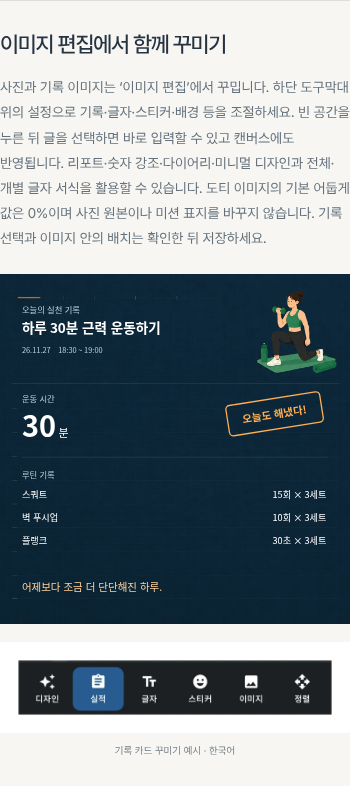 이미지 편집에서 함께 꾸미기
사진과 기록 이미지는 ‘이미지 편집’에서 꾸밉니다. 하단 도구막대
위의 설정으로 기록·글자·스티커·배경 등을 조절하세요. 빈 공간을
누른 뒤 글을 선택하면 바로 입력할 수 있고 캔버스에도
반영됩니다. 리포트·숫자 강조·다이어리·미니멀 디자인과 전체·
개별 글자 서식을 활용할 수 있습니다. 도티 이미지의 기본 어둡게
값은 0%이며 사진 원본이나 미션 표지를 바꾸지 않습니다. 기록
선택과 이미지 안의 배치는 확인한 뒤 저장하세요.
오늘의 실천 기록
하루 30분 근력 운동하기
26.11.27 18:30 ~ 19:00
운동 시간
30 분
오늘도 해냈다!
루틴 기록
스쿼트 15회 × 3세트
벽 푸시업 10회 × 3세트
플랭크 30초 × 3세트
어제보다 조금 더 단단해진 하루.
디자인 실적 글자 스티커 이미지 정렬
기록 카드 꾸미기 예시 · 한국어